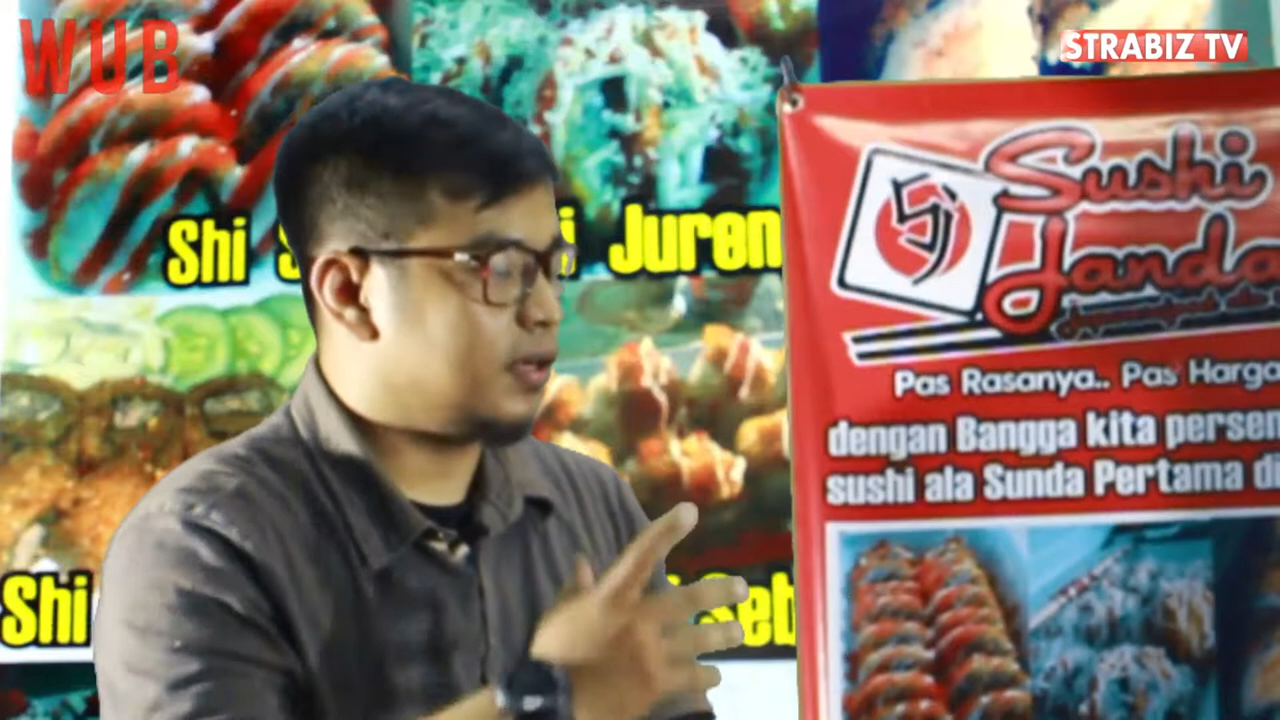 WUB
STRABIZ TV
Sushi
Janda
Shi S i Juren
Pas Rasanya.. Pas Harga
dengan Bangga kita persen
sushi ala Sunda Pertama di
Shi Seb